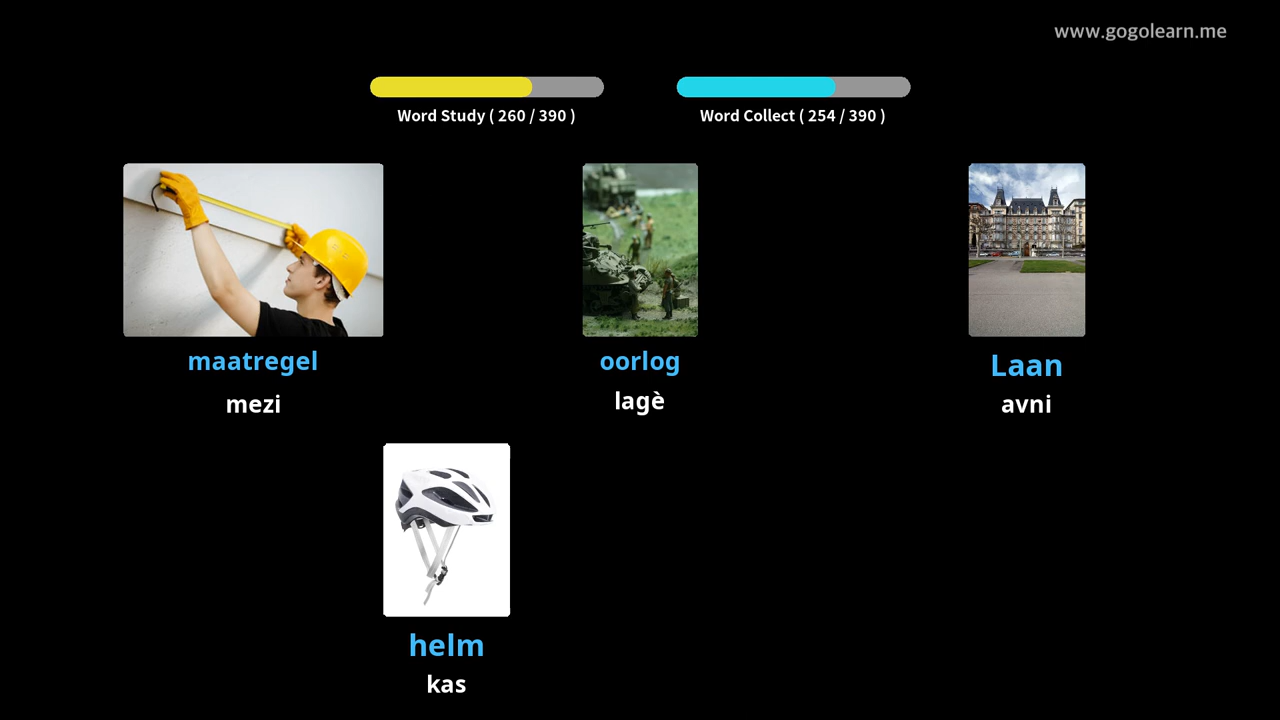 www.gogolearn.me
Word Study ( 260 / 390 )
Word Collect ( 254 / 390 )
maatregel
mezi
oorlog
lagè
Laan
avni
helm
kas